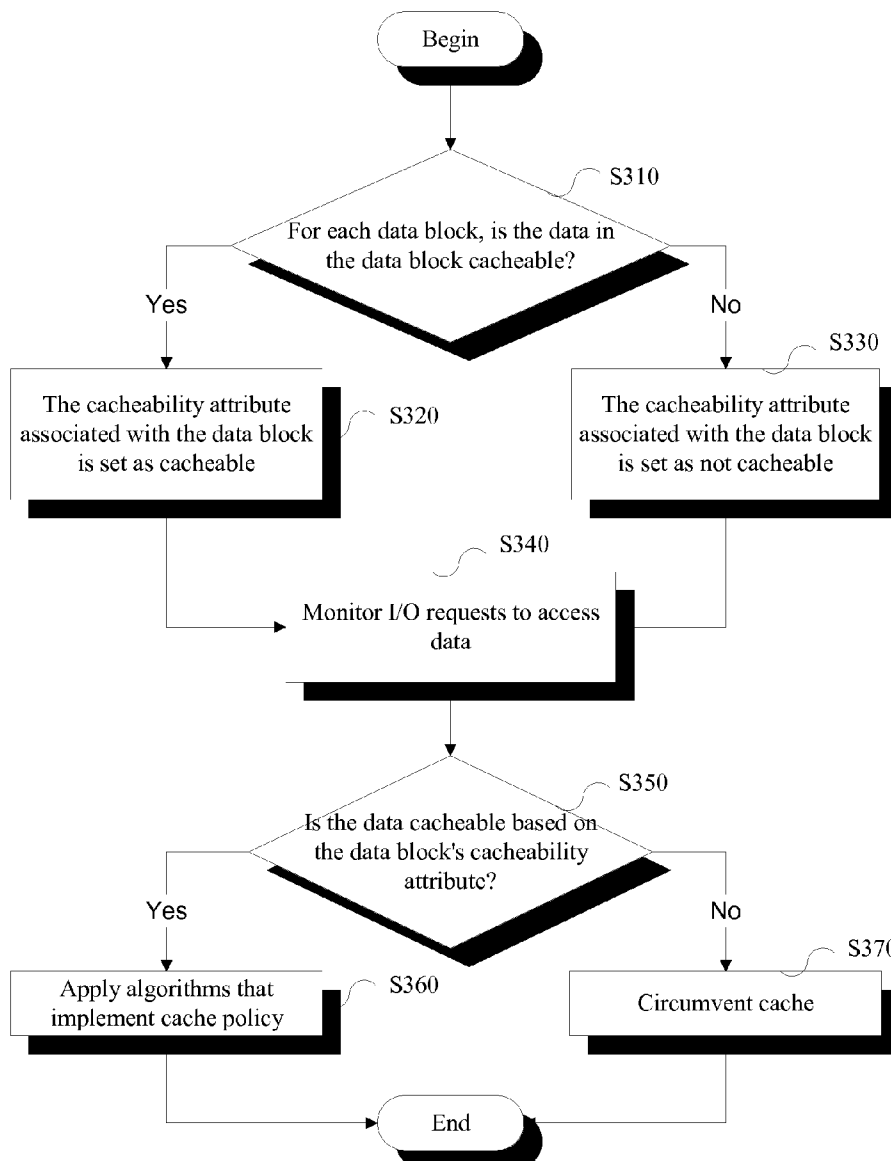 Begin
S310
For each data block, is the data in
the data block cacheable?
Yes
No
S330
The cacheability attribute
associated with the data block
is set as cacheable
S320
The cacheability attribute
associated with the data block
is set as not cacheable
S340
Monitor I/O requests to access
data
S350
Is the data cacheable based on
the data block's cacheability
attribute?
Yes
No
S370
Apply algorithms that
implement cache policy
S360
Circumvent cache
End